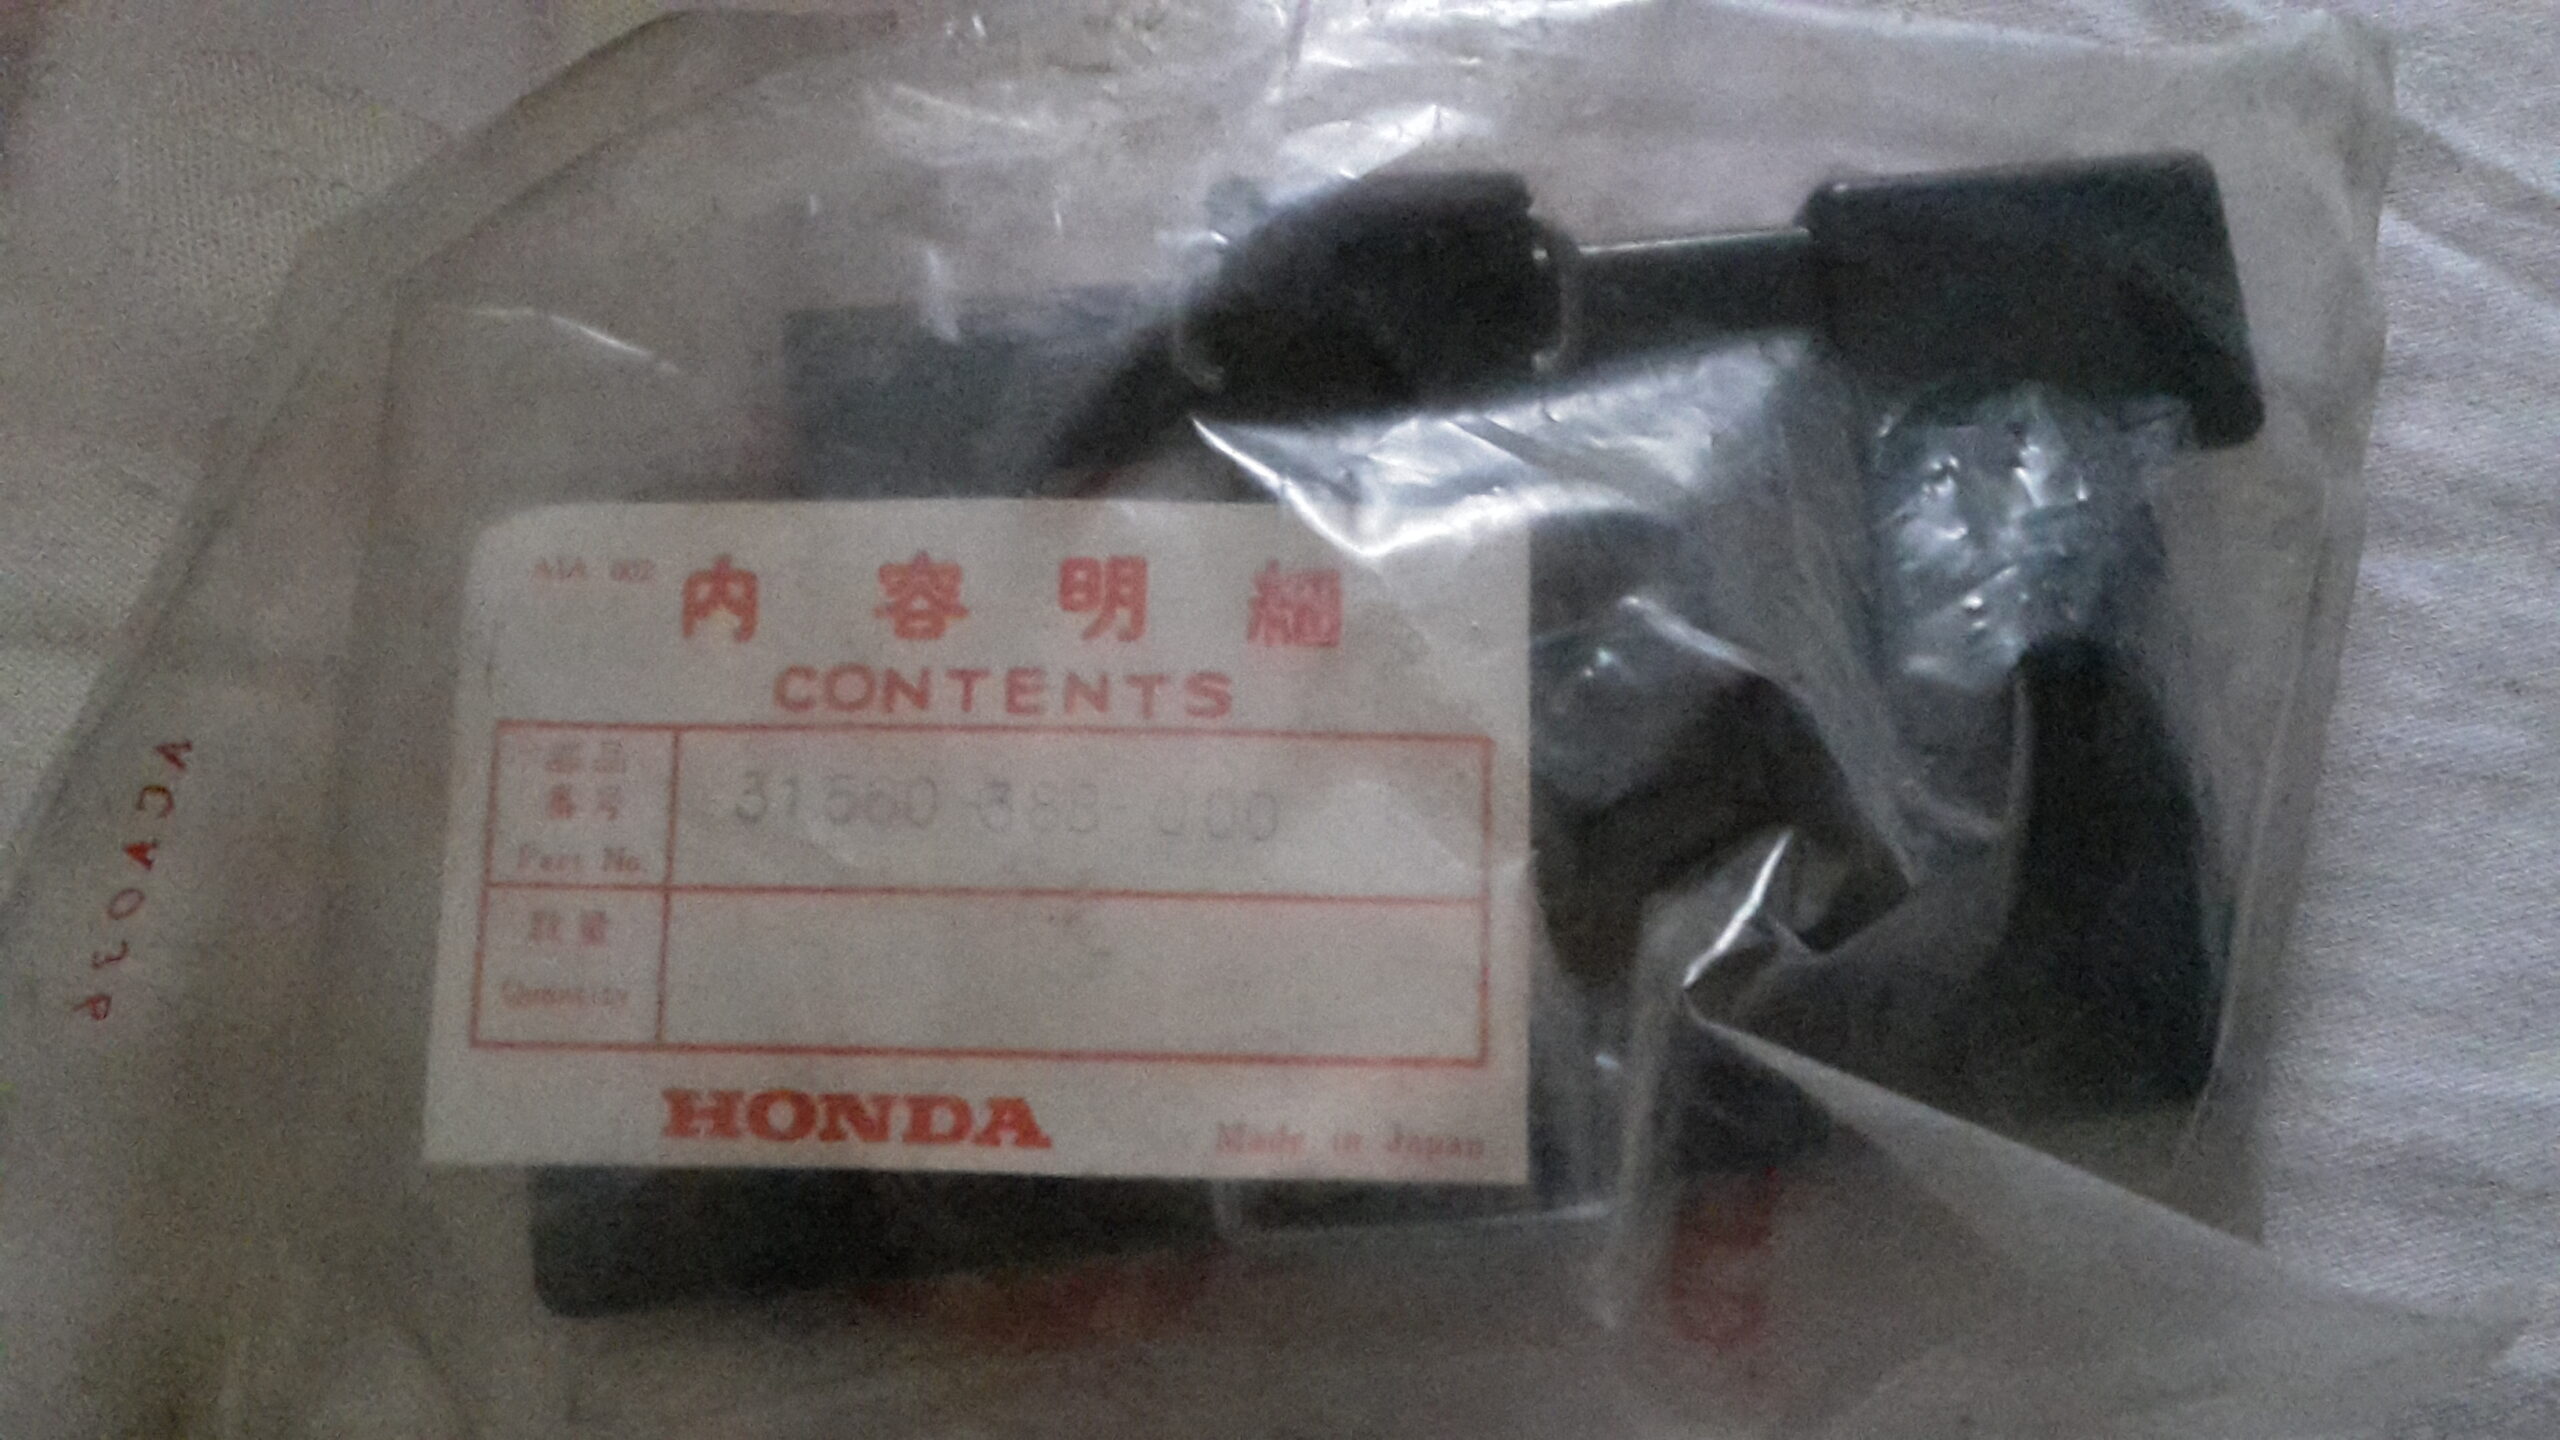 内容明細
CONTENTS
部品
番号
Part No.
31560-388-000
数量
Quantity
HONDA
Made in Japan